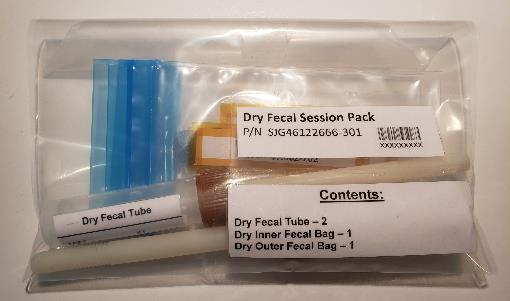 Dry Fecal Session Pack
P/N SJG46122666-301
XXXXXXXXX
Dry Fecal Tube
Contents:
Dry Fecal Tube – 2
Dry Inner Fecal Bag – 1
Dry Outer Fecal Bag – 1